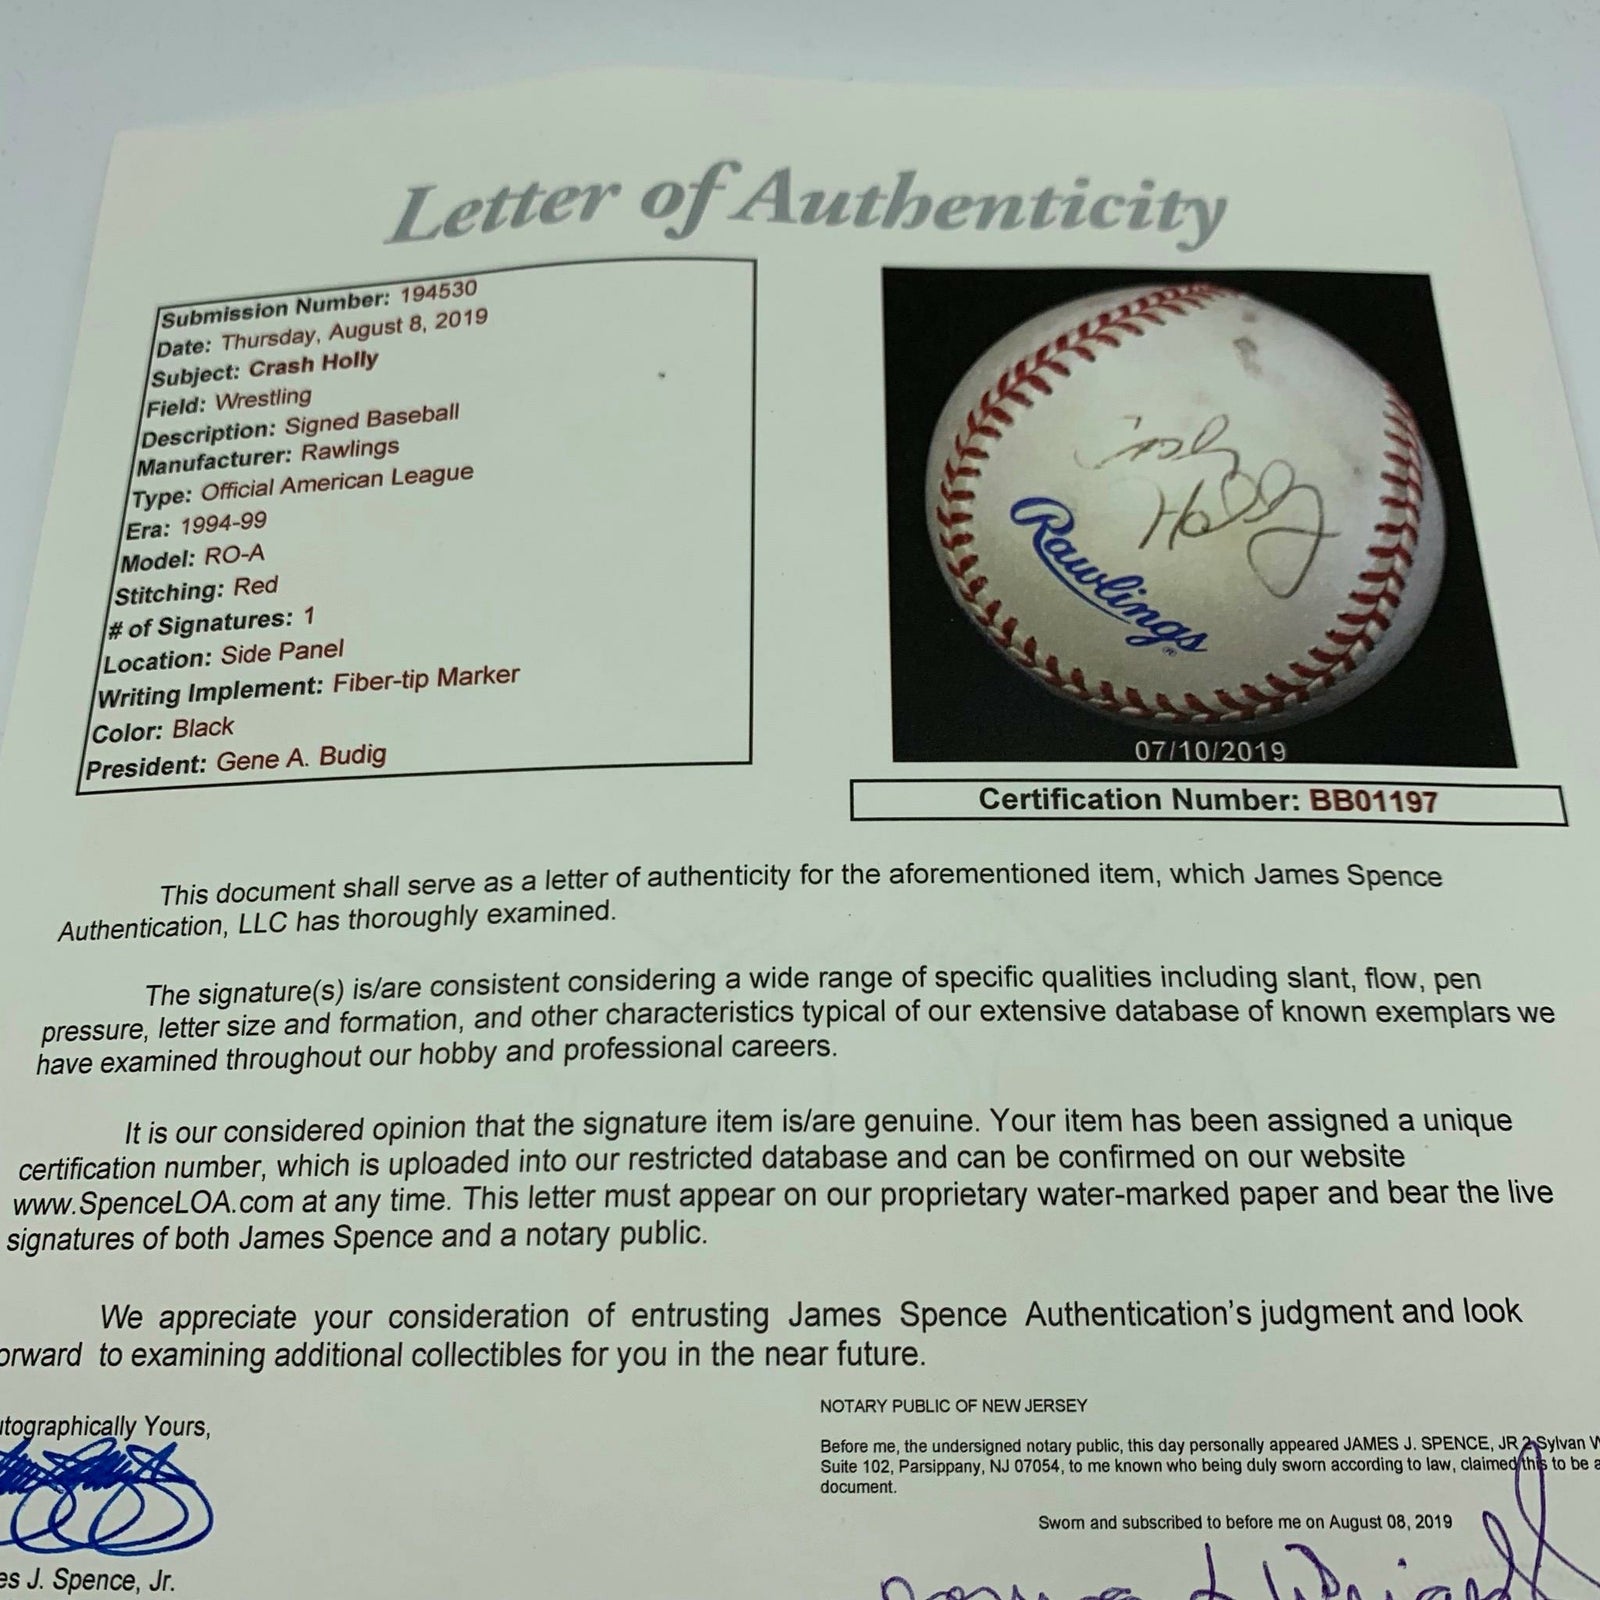 Letter of Authenticity
Submission Number: 194530
Date: Thursday, August 8, 2019
Subject: Crash Holly
Field: Wrestling
Description: Signed Baseball
Manufacturer: Rawlings
Type: Official American League
Era: 1994-99
Model: RO-A
Stitching: Red
# of Signatures: 1
Location: Side Panel
Writing Implement: Fiber-tip Marker
Color: Black
President: Gene A. Budig
Holly
Rawlings
07/10/2019
Certification Number: BB01197
This document shall serve as a letter of authenticity for the aforementioned item, which James Spence
Authentication, LLC has thoroughly examined.
The signature(s) is/are consistent considering a wide range of specific qualities including slant, flow, pen
pressure, letter size and formation, and other characteristics typical of our extensive database of known exemplars we
have examined throughout our hobby and professional careers.
It is our considered opinion that the signature item is/are genuine. Your item has been assigned a unique
certification number, which is uploaded into our restricted database and can be confirmed on our website
www.SpenceLOA.com at any time. This letter must appear on our proprietary water-marked paper and bear the live
signatures of both James Spence and a notary public.
We appreciate your consideration of entrusting James Spence Authentication's judgment and look
orward to examining additional collectibles for you in the near future.
utographically Yours,
es J. Spence, Jr.
NOTARY PUBLIC OF NEW JERSEY
Before me, the undersigned notary public, this day personally appeared JAMES J. SPENCE, JR 2 Sylvan W
Suite 102, Parsippany, NJ 07054, to me known who being duly sworn according to law, claimed this to be a
document.
Sworn and subscribed to before me on August 08, 2019